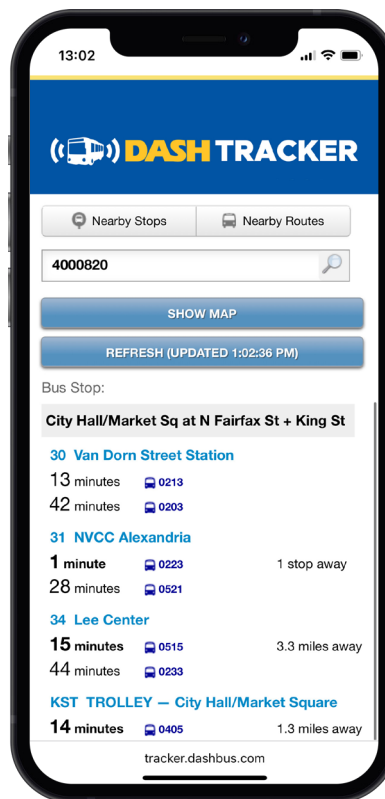 13:02
DASH TRACKER
Nearby Stops Nearby Routes
4000820
SHOW MAP
REFRESH (UPDATED 1:02:36 PM)
Bus Stop:
City Hall/Market Sq at N Fairfax St + King St
30 Van Dorn Street Station
13 minutes 0213
42 minutes 0203
31 NVCC Alexandria
1 minute 0223 1 stop away
28 minutes 0521
34 Lee Center
15 minutes 0515 3.3 miles away
44 minutes 0233
KST TROLLEY — City Hall/Market Square
14 minutes 0405 1.3 miles away
tracker.dashbus.com